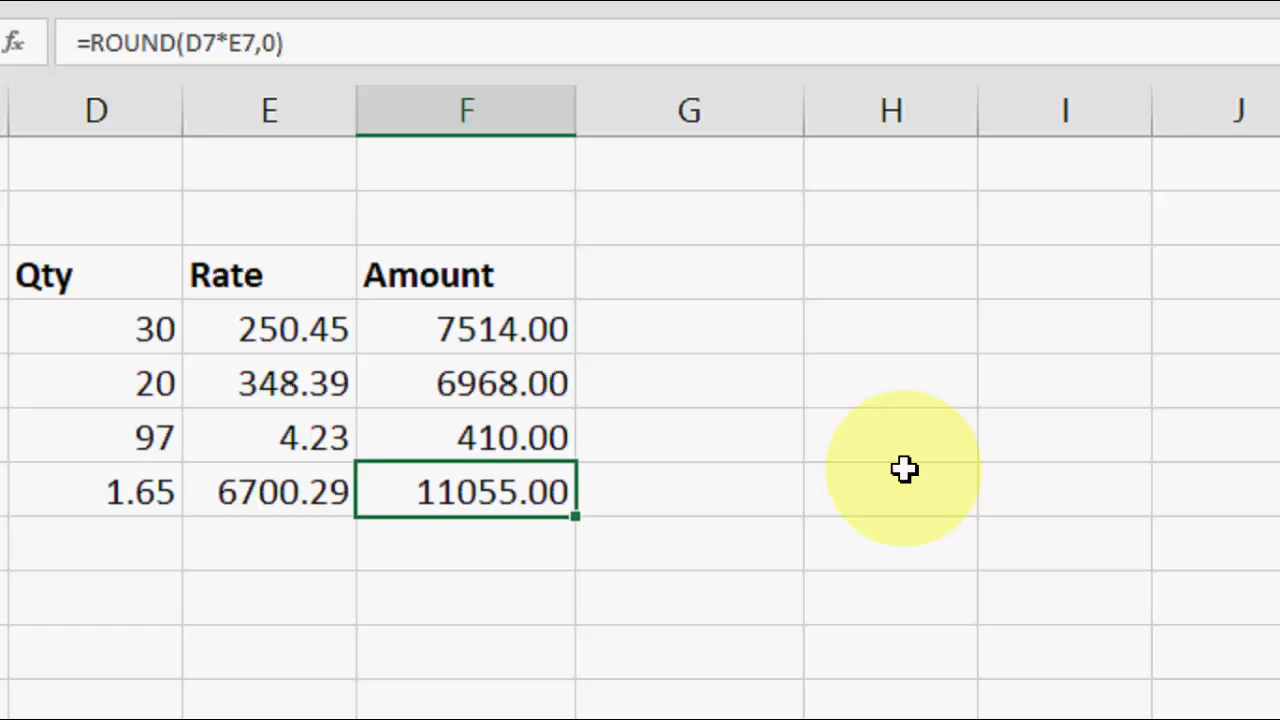 fx =ROUND(D7*E7,0)
D E F G H I J
Qty Rate Amount
30 250.45 7514.00
20 348.39 6968.00
97 4.23 410.00
1.65 6700.29 11055.00